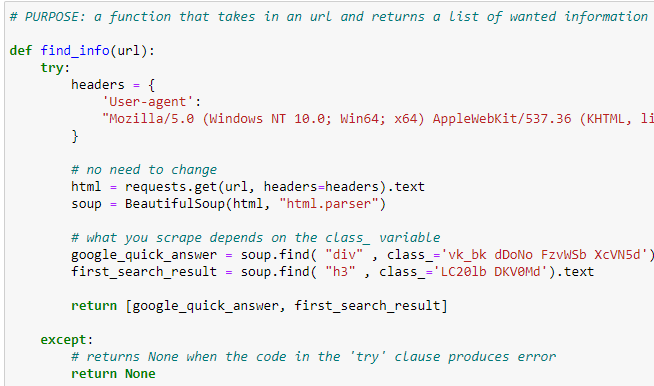 # PURPOSE: a function that takes in an url and returns a list of wanted information
def find_info(url):
    try:
        headers = {
            'User-agent':
            "Mozilla/5.0 (Windows NT 10.0; Win64; x64) AppleWebKit/537.36 (KHTML, li
        }
        # no need to change
        html = requests.get(url, headers=headers).text
        soup = BeautifulSoup(html, "html.parser")
        # what you scrape depends on the class_ variable
        google_quick_answer = soup.find( "div" , class_='vk_bk dDoNo FzvWSb XcVN5d')
        first_search_result = soup.find( "h3" , class_='LC20lb DKV0Md').text
        return [google_quick_answer, first_search_result]
    except:
        # returns None when the code in the 'try' clause produces error
        return None